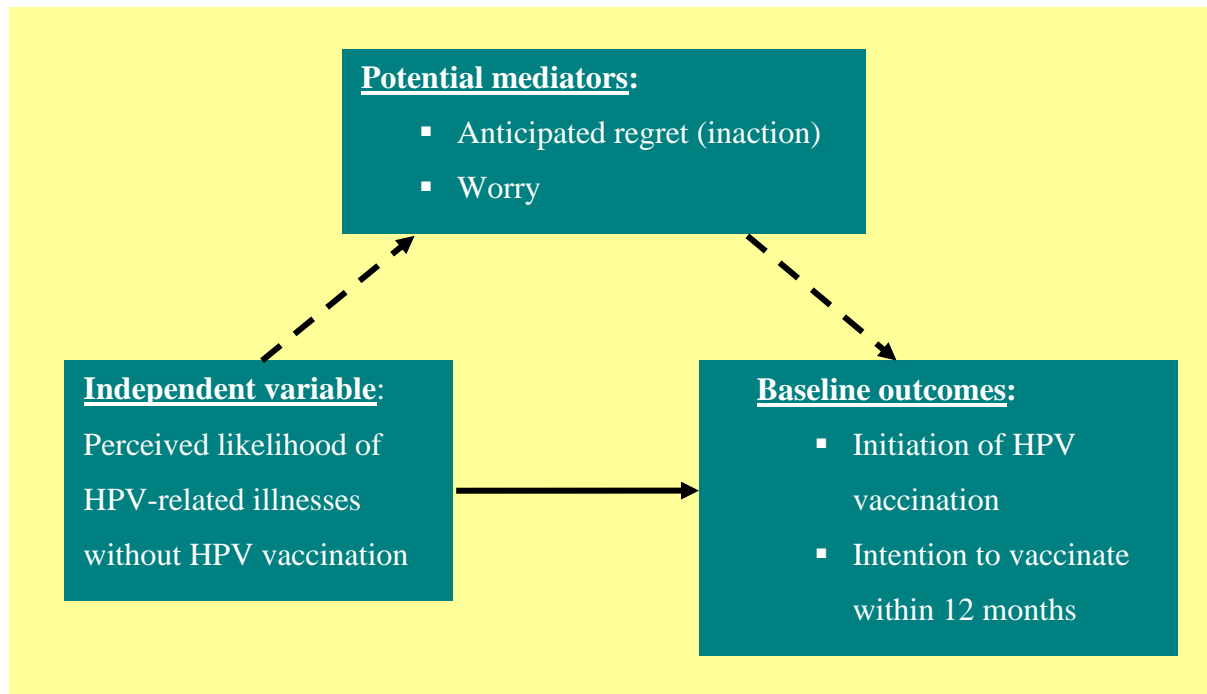 Potential mediators:
▪ Anticipated regret (inaction)
▪ Worry
Independent variable:
Perceived likelihood of
HPV-related illnesses
without HPV vaccination
Baseline outcomes:
▪ Initiation of HPV
vaccination
▪ Intention to vaccinate
within 12 months